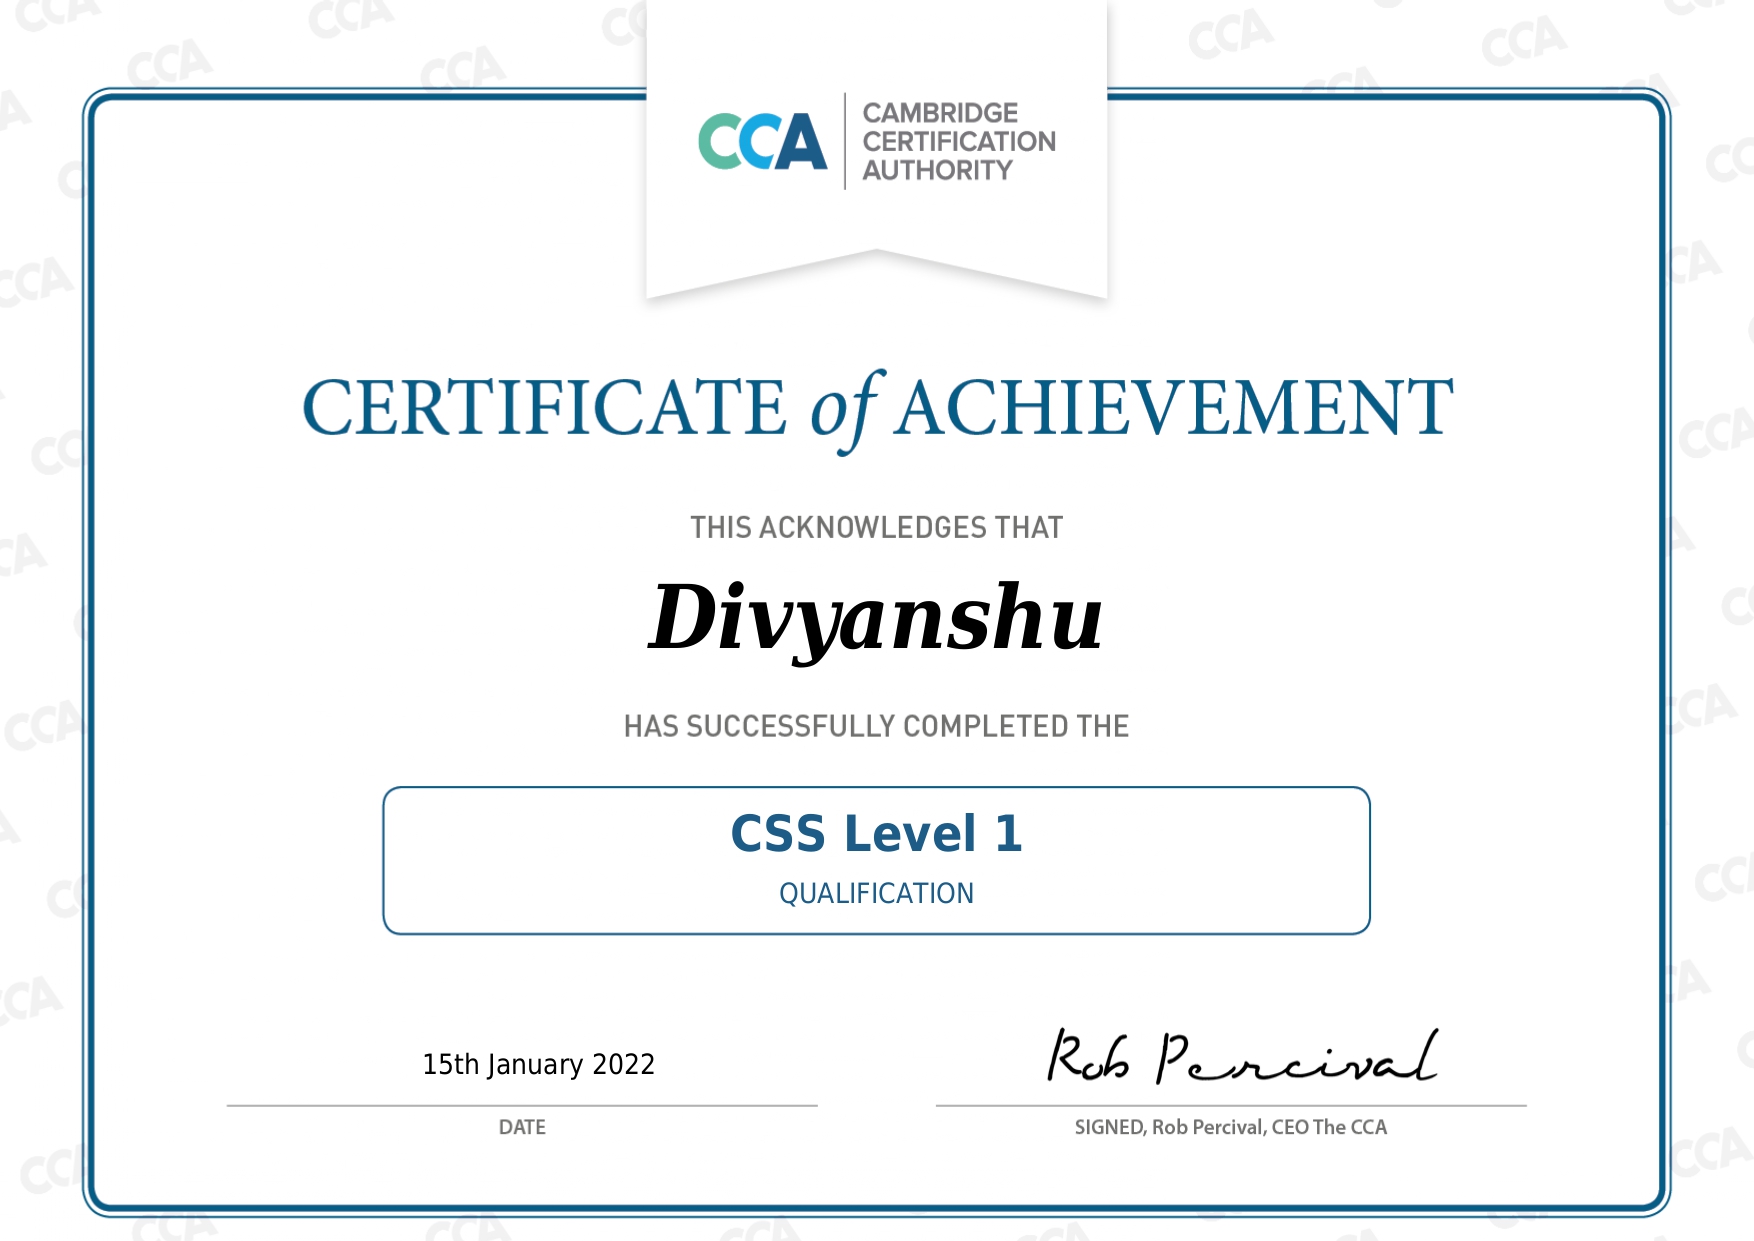 CCA
CAMBRIDGE
CERTIFICATION
AUTHORITY
CERTIFICATE of ACHIEVEMENT
THIS ACKNOWLEDGES THAT
Divyanshu
HAS SUCCESSFULLY COMPLETED THE
CSS Level 1
QUALIFICATION
15th January 2022
Rob Percival
DATE
SIGNED, Rob Percival, CEO The CCA